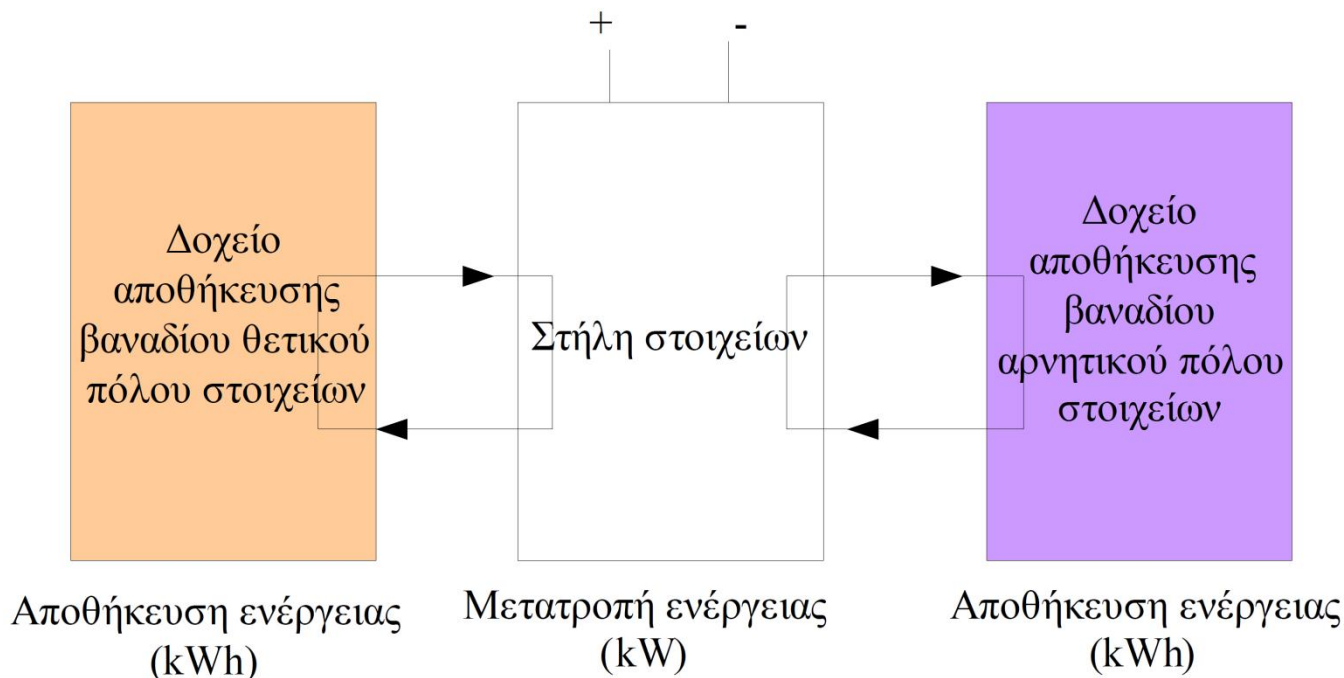 + -
Δοχείο
αποθήκευσης
βαναδίου θετικού
πόλου στοιχείων
Στήλη στοιχείων
Δοχείο
αποθήκευσης
βαναδίου
αρνητικού πόλου
στοιχείων
Αποθήκευση ενέργειας
(kWh)
Μετατροπή ενέργειας
(kW)
Αποθήκευση ενέργειας
(kWh)